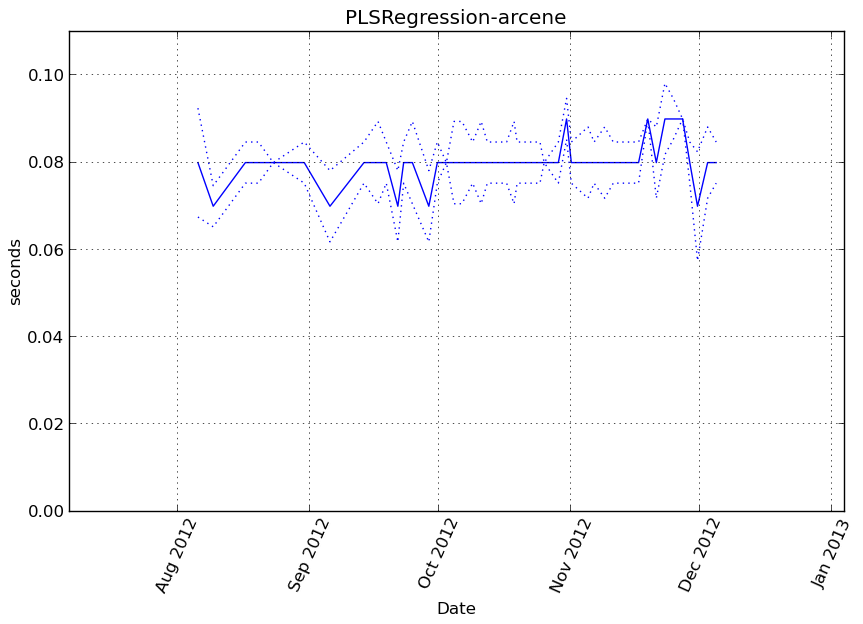 PLSRegression-arcene
0.10
0.08
0.06
0.04
0.02
0.00
seconds
Aug 2012
Sep 2012
Oct 2012
Nov 2012
Dec 2012
Jan 2013
Date